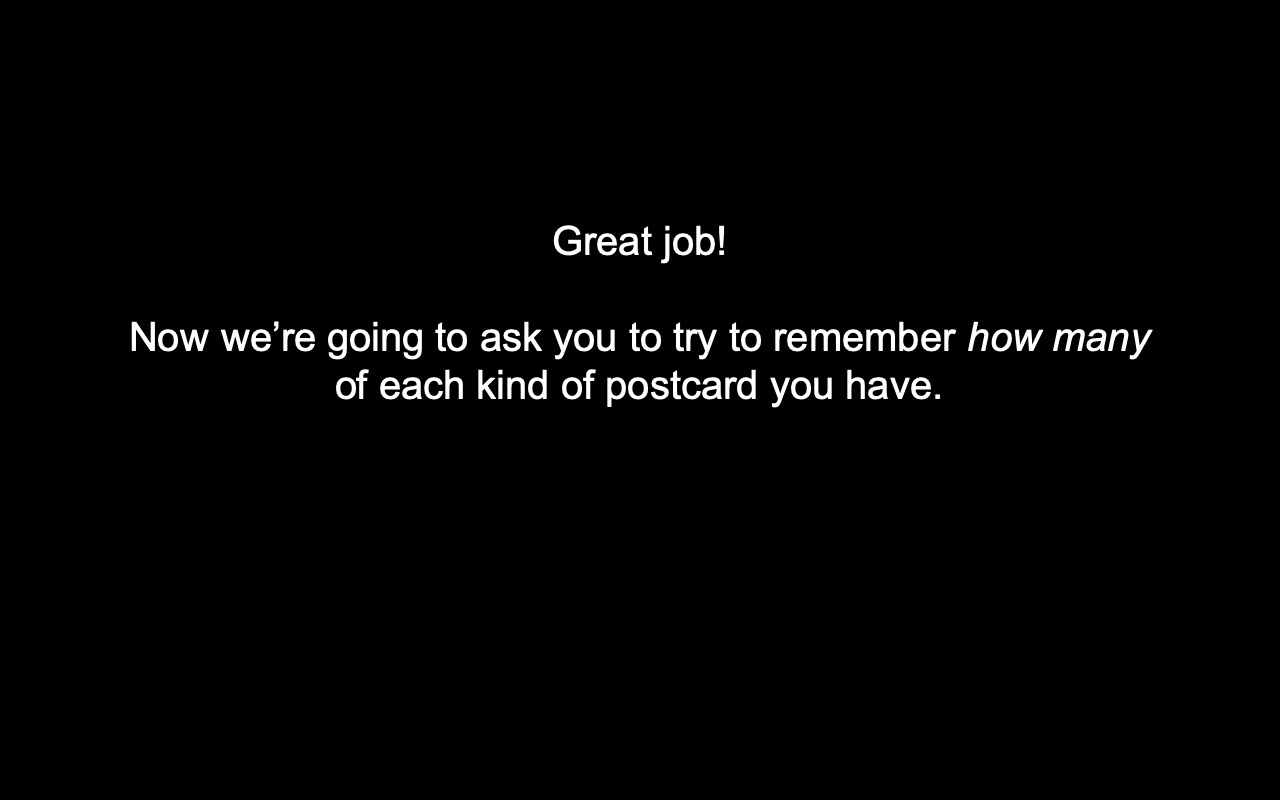 Great job!
Now we’re going to ask you to try to remember how many
of each kind of postcard you have.